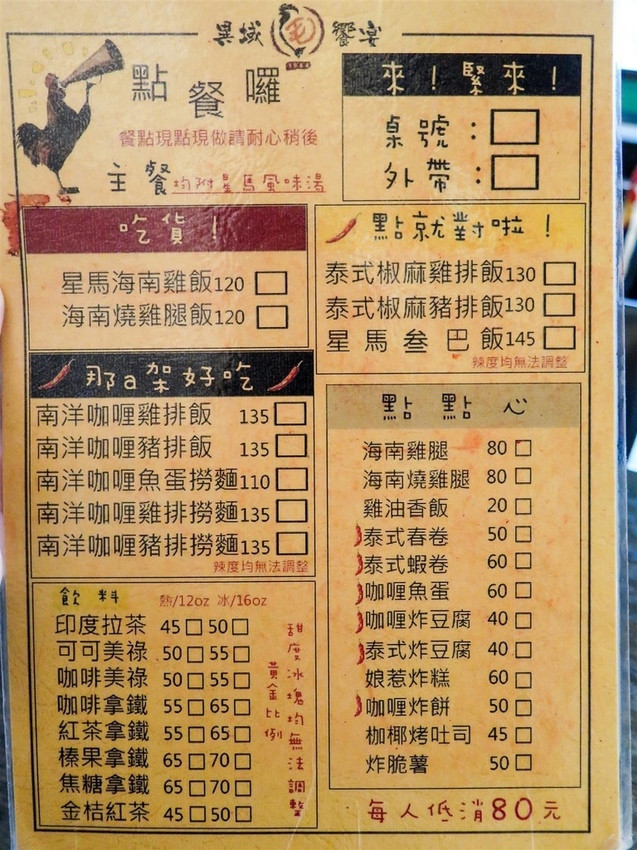 異域 毛 饗宴
點餐囉
餐點現點現做請耐心稍後
主餐均附星馬風味湯
來！緊來！
桌號：□
外帶：□
吃貨！
星馬海南雞飯120 □
海南燒雞腿飯120 □
點就對啦！
泰式椒麻雞排飯130 □
泰式椒麻豬排飯130 □
星馬叁巴飯145 □
辣度均無法調整
那a架好吃
南洋咖喱雞排飯 135 □
南洋咖喱豬排飯 135 □
南洋咖喱魚蛋撈麵110 □
南洋咖喱雞排撈麵135 □
南洋咖喱豬排撈麵135 □
辣度均無法調整
點點心
海南雞腿 80 □
海南燒雞腿 80 □
雞油香飯 20 □
泰式春卷 50 □
泰式蝦卷 60 □
咖喱魚蛋 60 □
咖喱炸豆腐 40 □
泰式炸豆腐 40 □
娘惹炸糕 60 □
咖喱炸餅 50 □
枷椰烤吐司 45 □
炸脆薯 50 □
飲料 熱/12oz 冰/16oz
印度拉茶 45 □ 50 □
可可美祿 50 □ 55 □
咖啡美祿 50 □ 55 □
咖啡拿鐵 55 □ 65 □
紅茶拿鐵 55 □ 65 □
榛果拿鐵 65 □ 70 □
焦糖拿鐵 65 □ 70 □
金桔紅茶 45 □ 50 □
甜度冰塊均無法調整
黃金比例
每人低消80元